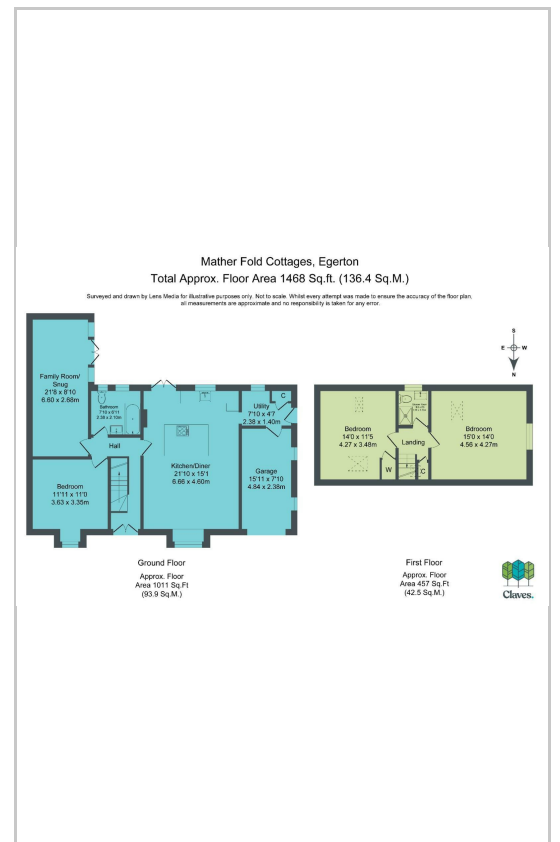 Mather Fold Cottages, Egerton
Total Approx. Floor Area 1468 Sq.ft. (136.4 Sq.M.)
Surveyed and drawn by Lens Media for illustrative purposes only. Not to scale. Whilst every attempt was made to ensure the accuracy of the floor plan,
all measurements are approximate and no responsibility is taken for any error.
S
E
W
N
Family Room/
Snug
21'8 x 8'10
6.60 x 2.68m
Bathroom
7'10 x 6'11
Hall
Bedroom
11'11 x 11'0
3.63 x 3.35m
Kitchen/Diner
21'10 x 15'1
6.66 x 4.60m
C
Utility
7'10 x 4'7
2.38 x 1.40m
Garage
15'11 x 7'10
4.84 x 2.38m
Bedroom
14'0 x 11'5
4.27 x 3.48m
Landing
W
C
Bdrooom
15'0 x 14'0
4.56 x 4.27m
Ground Floor
Approx. Floor
Area 1011 Sq.Ft
(93.9 Sq.M.)
First Floor
Approx. Floor
Area 457 Sq.Ft
(42.5 Sq.M.)
Claves.